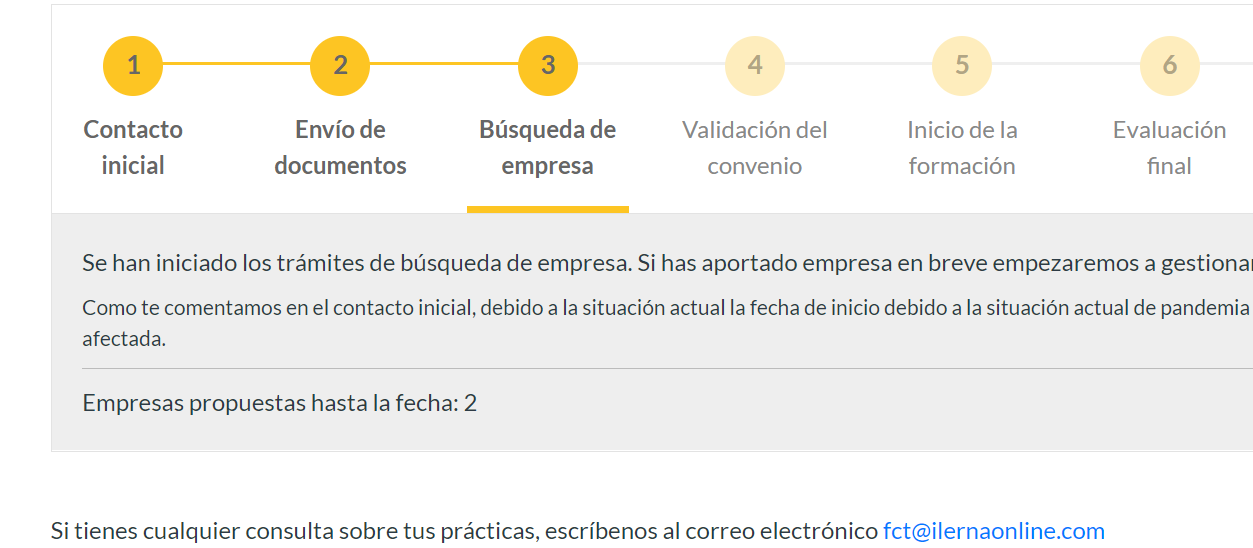 1 2 3 4 5 6
Contacto inicial
Envío de documentos
Búsqueda de empresa
Validación del convenio
Inicio de la formación
Evaluación final
Se han iniciado los trámites de búsqueda de empresa. Si has aportado empresa en breve empezaremos a gestionar
Como te comentamos en el contacto inicial, debido a la situación actual la fecha de inicio debido a la situación actual de pandemia
afectada.
Empresas propuestas hasta la fecha: 2
Si tienes cualquier consulta sobre tus prácticas, escríbenos al correo electrónico fct@ilernaonline.com